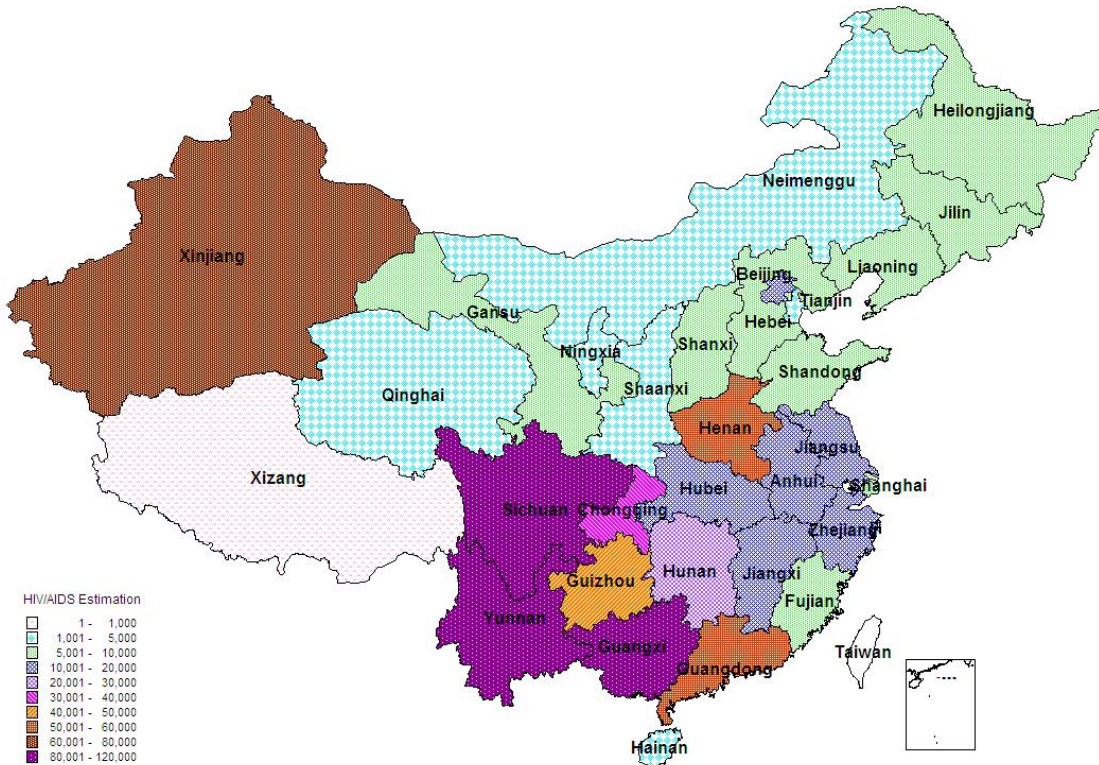 Heilongjiang
Neimenggu
Jilin
Xinjiang
Beijing
Liaoning
Tianjin
Gansu
Hebei
Ningxia
Shanxi
Shandong
Shaanxi
Qinghai
Henan
Jiangsu
Xizang
Hubei
Anhui
Shanghai
Sichuan
Chongqing
Zhejiang
Guizhou
Hunan
Jiangxi
Fujian
Yunnan
Guangxi
Taiwan
Guangdong
Hainan
HIV/AIDS Estimation
1 - 1,000
1,001 - 5,000
5,001 - 10,000
10,001 - 20,000
20,001 - 30,000
30,001 - 40,000
40,001 - 50,000
50,001 - 60,000
60,001 - 80,000
80,001 - 120,000